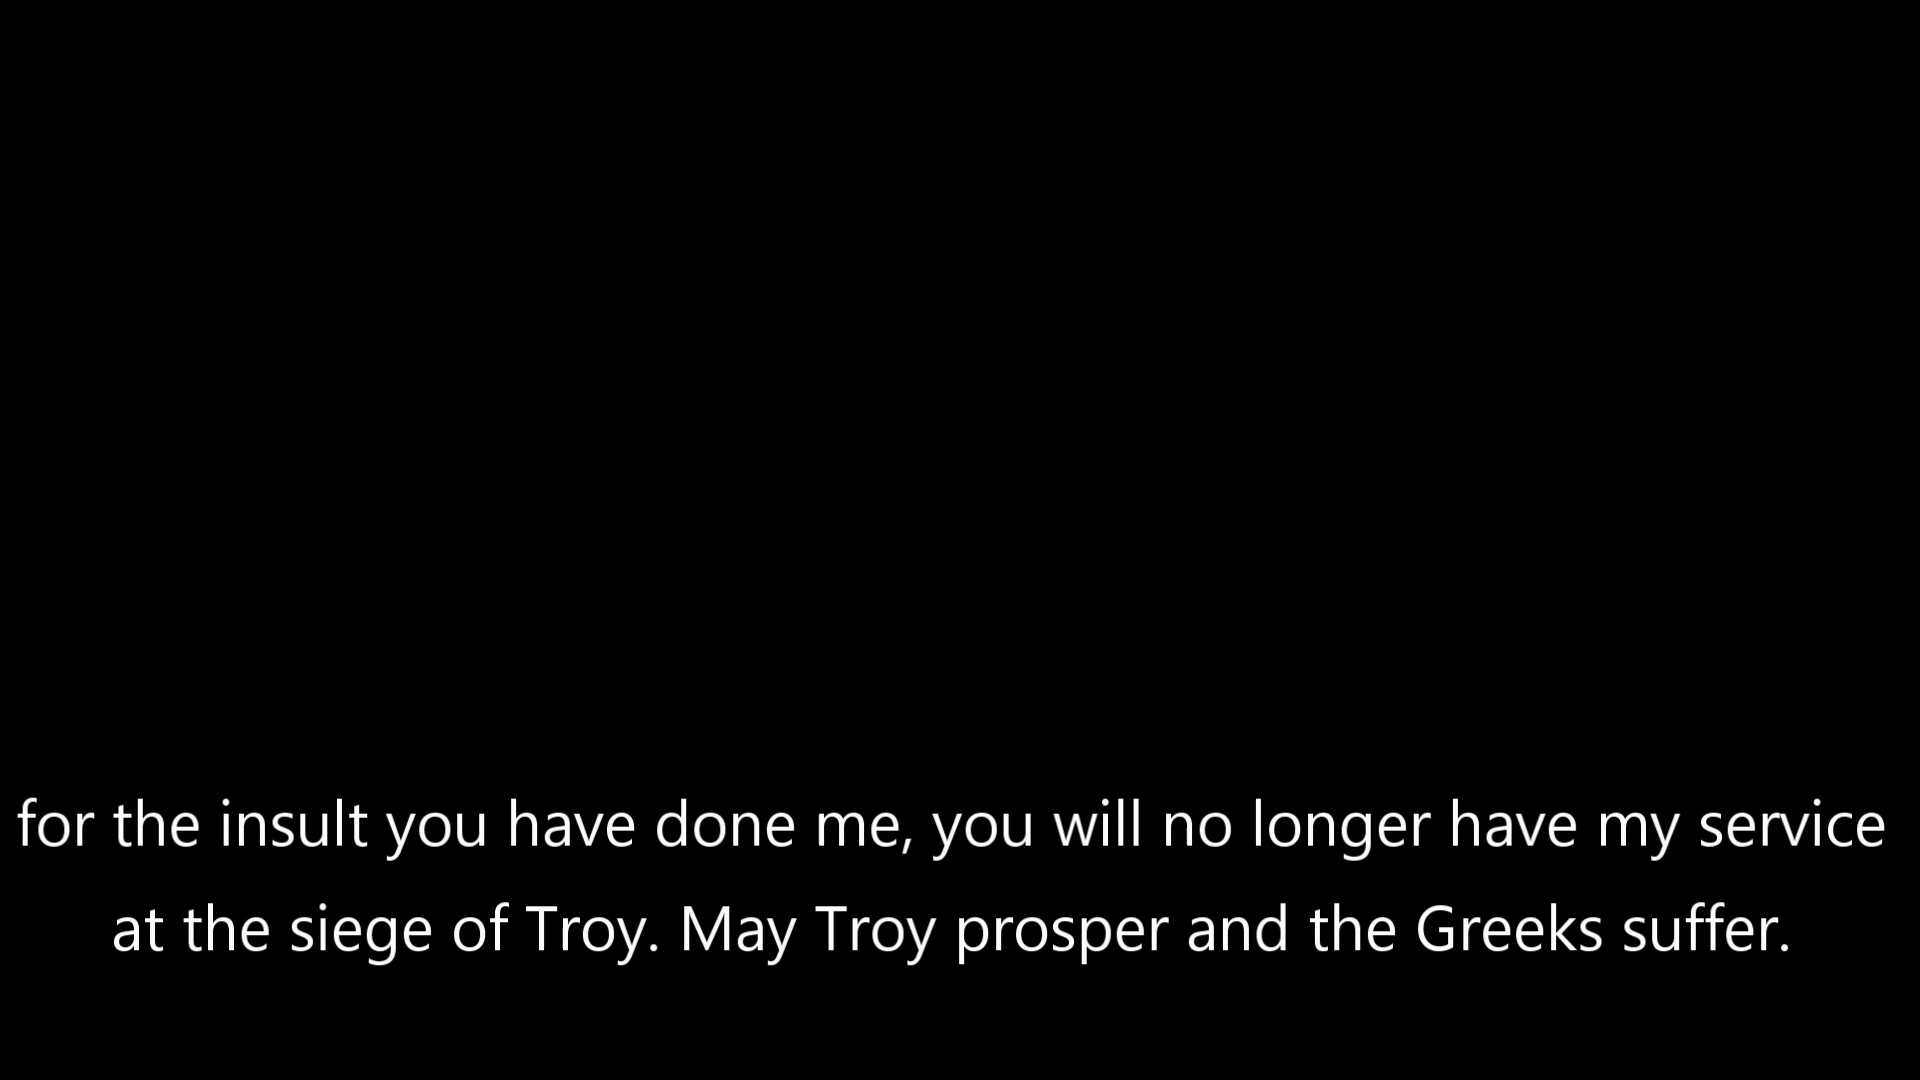 for the insult you have done me, you will no longer have my service
at the siege of Troy. May Troy prosper and the Greeks suffer.